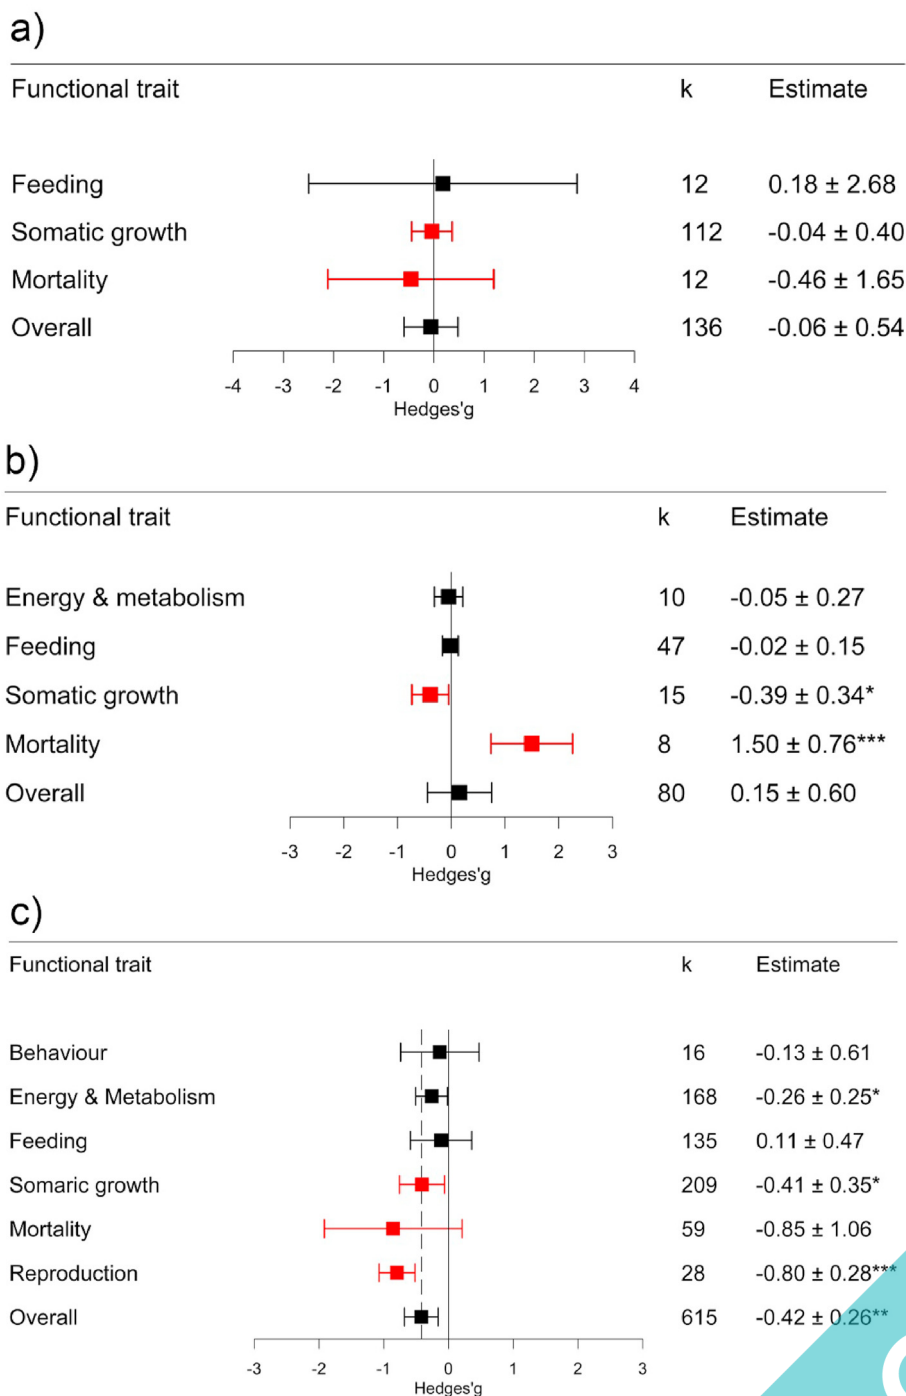 a)
Functional trait k Estimate
Feeding 12 0.18 ± 2.68
Somatic growth 112 -0.04 ± 0.40
Mortality 12 -0.46 ± 1.65
Overall 136 -0.06 ± 0.54
-4 -3 -2 -1 0 1 2 3 4
Hedges'g
b)
Functional trait k Estimate
Energy & metabolism 10 -0.05 ± 0.27
Feeding 47 -0.02 ± 0.15
Somatic growth 15 -0.39 ± 0.34*
Mortality 8 1.50 ± 0.76***
Overall 80 0.15 ± 0.60
-3 -2 -1 0 1 2 3
Hedges'g
c)
Functional trait k Estimate
Behaviour 16 -0.13 ± 0.61
Energy & Metabolism 168 -0.26 ± 0.25*
Feeding 135 0.11 ± 0.47
Somaric growth 209 -0.41 ± 0.35*
Mortality 59 -0.85 ± 1.06
Reproduction 28 -0.80 ± 0.28***
Overall 615 -0.42 ± 0.26**
-3 -2 -1 0 1 2 3
Hedges'g